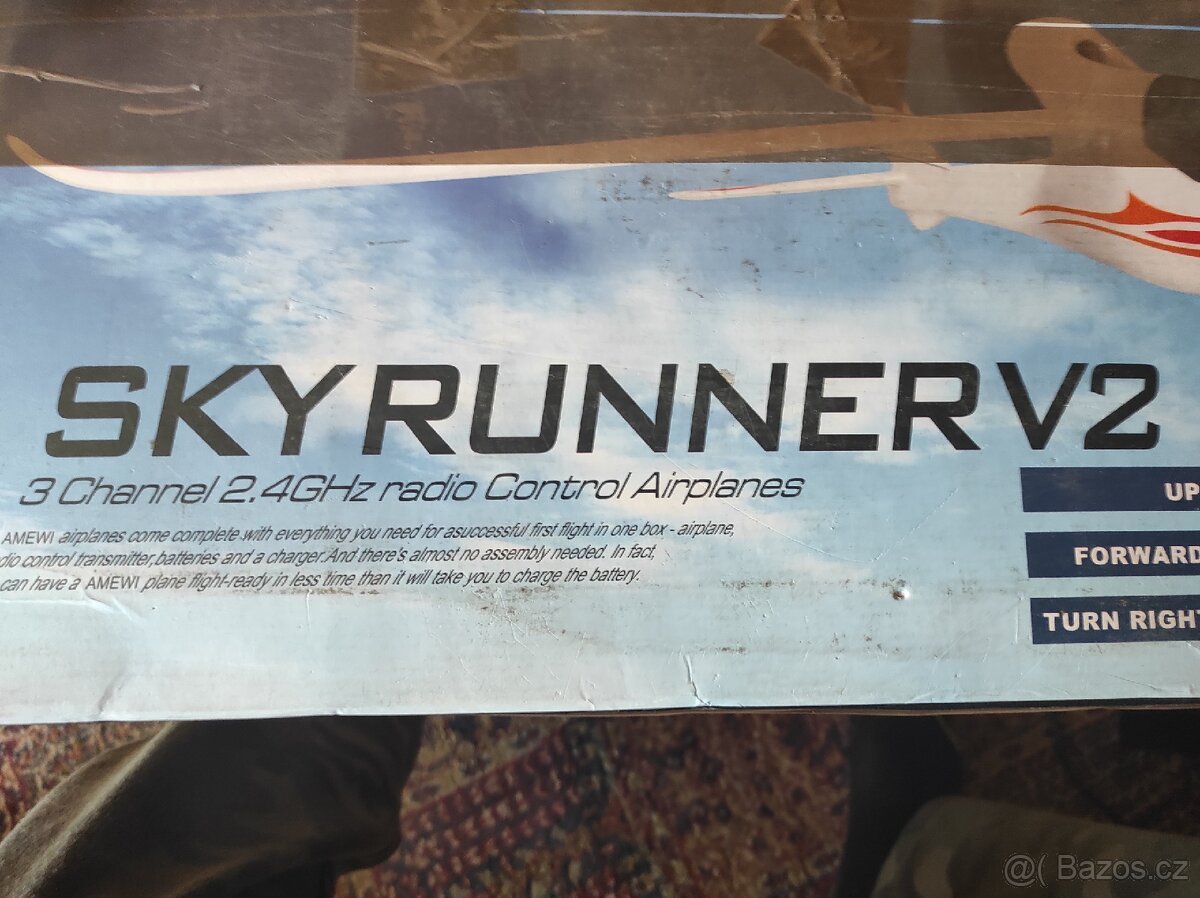 SKYRUNNER V2
3 Channel 2.4GHz radio Control Airplanes
AMEWI airplanes come complete with everything you need for asuccessful first flight in one box - airplane,
dio control transmitter,batteries and a charger.And there's almost no assembly needed. In fact,
can have a AMEWI plane flight-ready in less time than it will take you to charge the battery.
UP
FORWARD
TURN RIGHT
@( Bazos.cz